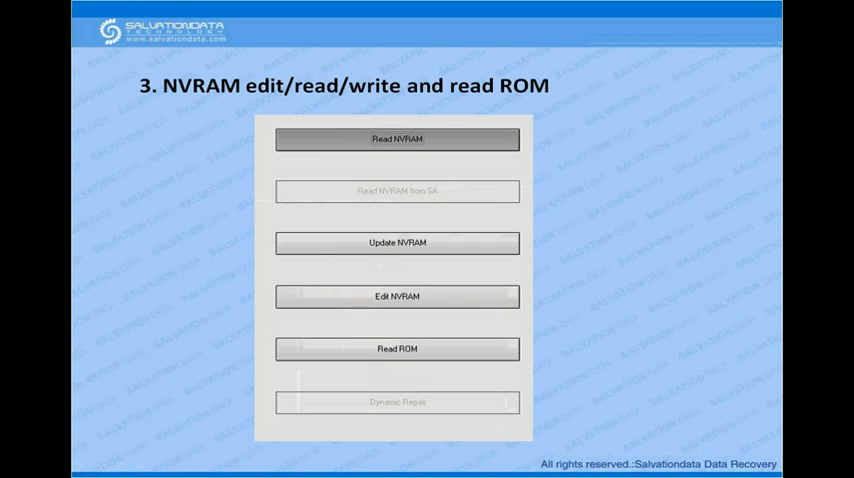 SALVATIONDATA
TECHNOLOGY
www.salvationdata.com
3. NVRAM edit/read/write and read ROM
Read NVRAM
Read NVRAM from SA
Update NVRAM
Edit NVRAM
Read ROM
Dynamic Repair
All rights reserved.:Salvationdata Data Recovery